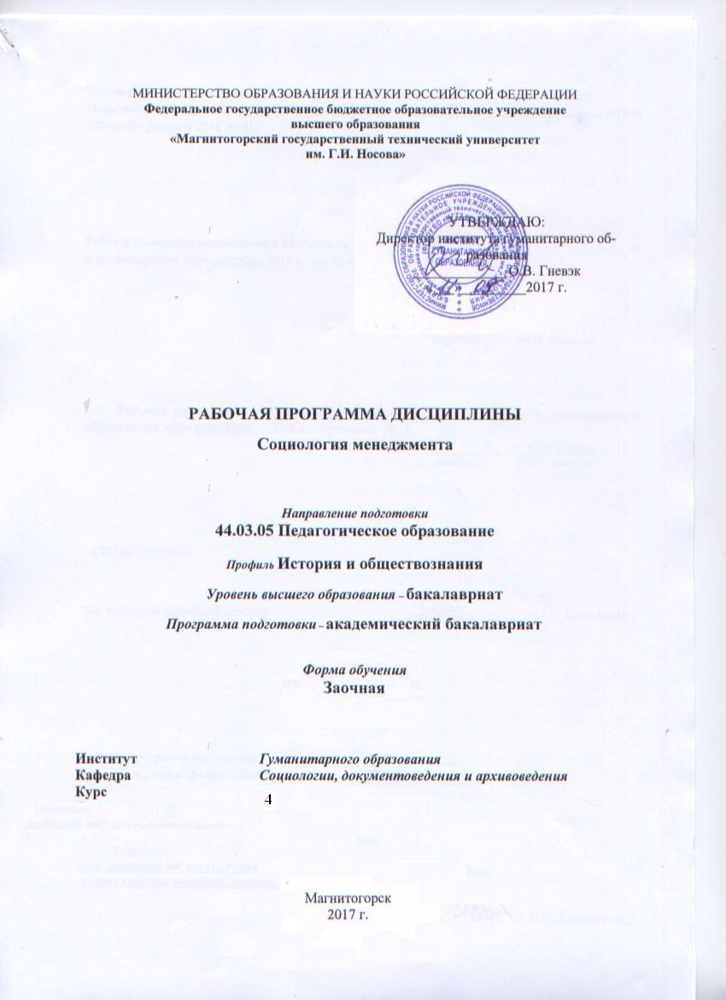 МИНИСТЕРСТВО ОБРАЗОВАНИЯ И НАУКИ РОССИЙСКОЙ ФЕДЕРАЦИИ
Федеральное государственное бюджетное образовательное учреждение
высшего образования
«Магнитогорский государственный технический университет
им. Г.И. Носова»
УТВЕРЖДАЮ:
Директор института гуманитарного об-
разования
О.В. Гневэк
« 11 » 2017 г.
РАБОЧАЯ ПРОГРАММА ДИСЦИПЛИНЫ
Социология менеджмента
Направление подготовки
44.03.05 Педагогическое образование
Профиль История и обществознания
Уровень высшего образования – бакалавриат
Программа подготовки – академический бакалавриат
Форма обучения
Заочная
Институт Гуманитарного образования
Кафедра Социологии, документоведения и архивоведения
Курс 4
Магнитогорск
2017 г.